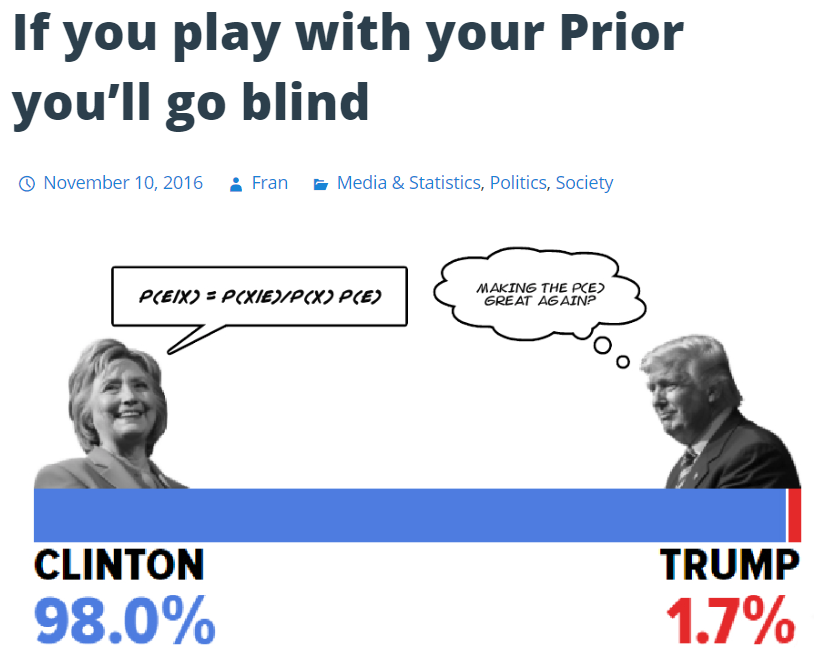 If you play with your Prior
you'll go blind
November 10, 2016 Fran Media & Statistics, Politics, Society
P(E|X) = P(X|E)/P(X) P(E)
MAKING THE P(E)
GREAT AGAIN?
CLINTON
TRUMP
98.0%
1.7%